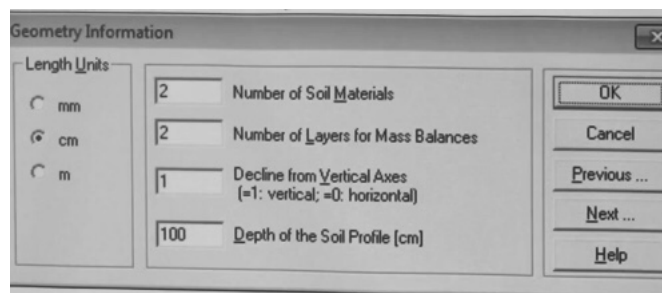 Geometry Information
Length Units
mm
cm
m
2 Number of Soil Materials
2 Number of Layers for Mass Balances
1 Decline from Vertical Axes
(=1: vertical; =0: horizontal)
100 Depth of the Soil Profile [cm]
OK
Cancel
Previous ...
Next ...
Help